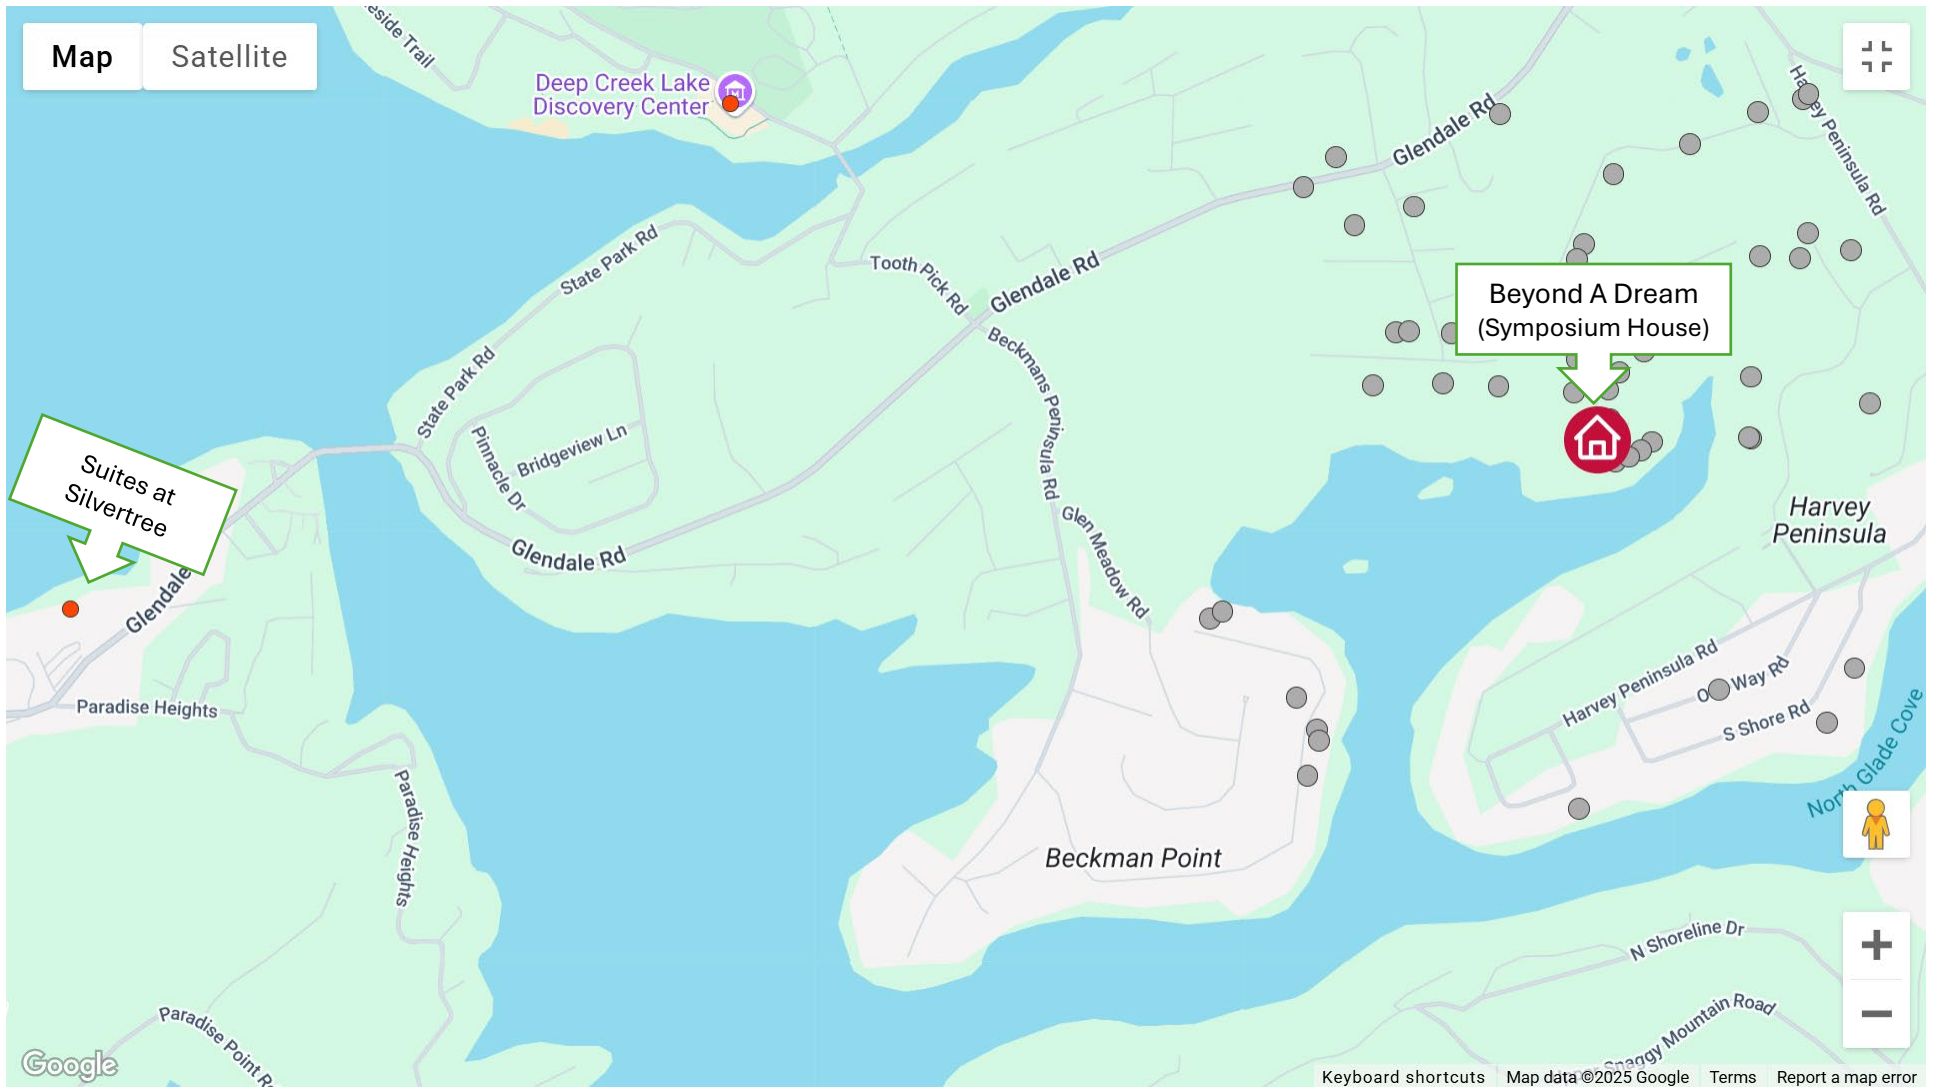 Map
Satellite
eside Trail
Deep Creek Lake
Discovery Center
Glendale Rd
Harvey Peninsula Rd
State Park Rd
Tooth Pick Rd
Glendale Rd
Beyond A Dream
(Symposium House)
State Park Rd
Beckmans Peninsula Rd
Pinnacle Dr
Bridgeview Ln
Suites at
Silvertree
Glendale Rd
Glen Meadow Rd
Harvey
Peninsula
Glendale
Paradise Heights
Harvey Peninsula Rd
Way Rd
S Shore Rd
North Glade Cove
Paradise Heights
Beckman Point
N Shoreline Dr
Paradise Point R
Snaggy Mountain Road
Google
Keyboard shortcuts
Map data ©2025 Google
Terms
Report a map error